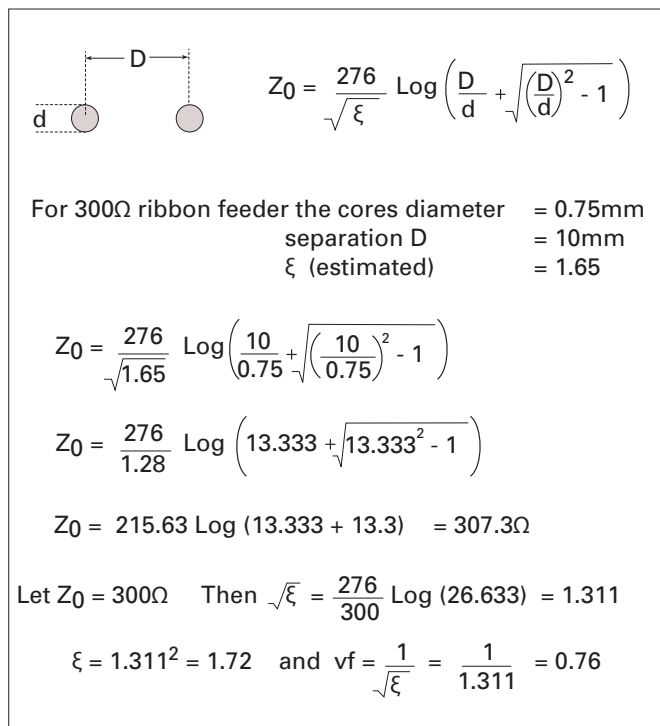 D
d
Z0 = 276/√ξ Log (D/d + √((D/d)² - 1))
For 300Ω ribbon feeder the cores diameter = 0.75mm
separation D = 10mm
ξ (estimated) = 1.65
Z0 = 276/√1.65 Log (10/0.75 + √((10/0.75)² - 1))
Z0 = 276/1.28 Log (13.333 + √(13.333² - 1))
Z0 = 215.63 Log (13.333 + 13.3) = 307.3Ω
Let Z0 = 300Ω Then √ξ = 276/300 Log (26.633) = 1.311
ξ = 1.311² = 1.72 and vf = 1/√ξ = 1/1.311 = 0.76